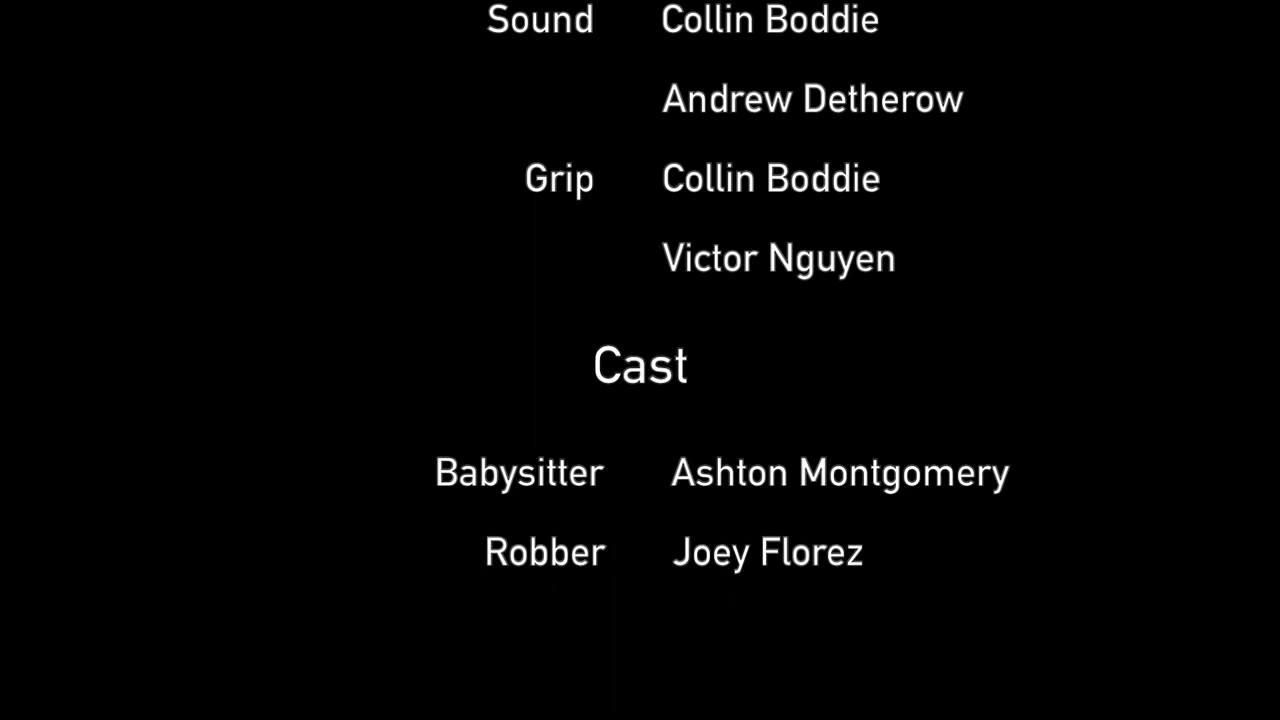 Sound Collin Boddie
Andrew Detherow
Grip Collin Boddie
Victor Nguyen
Cast
Babysitter Ashton Montgomery
Robber Joey Florez